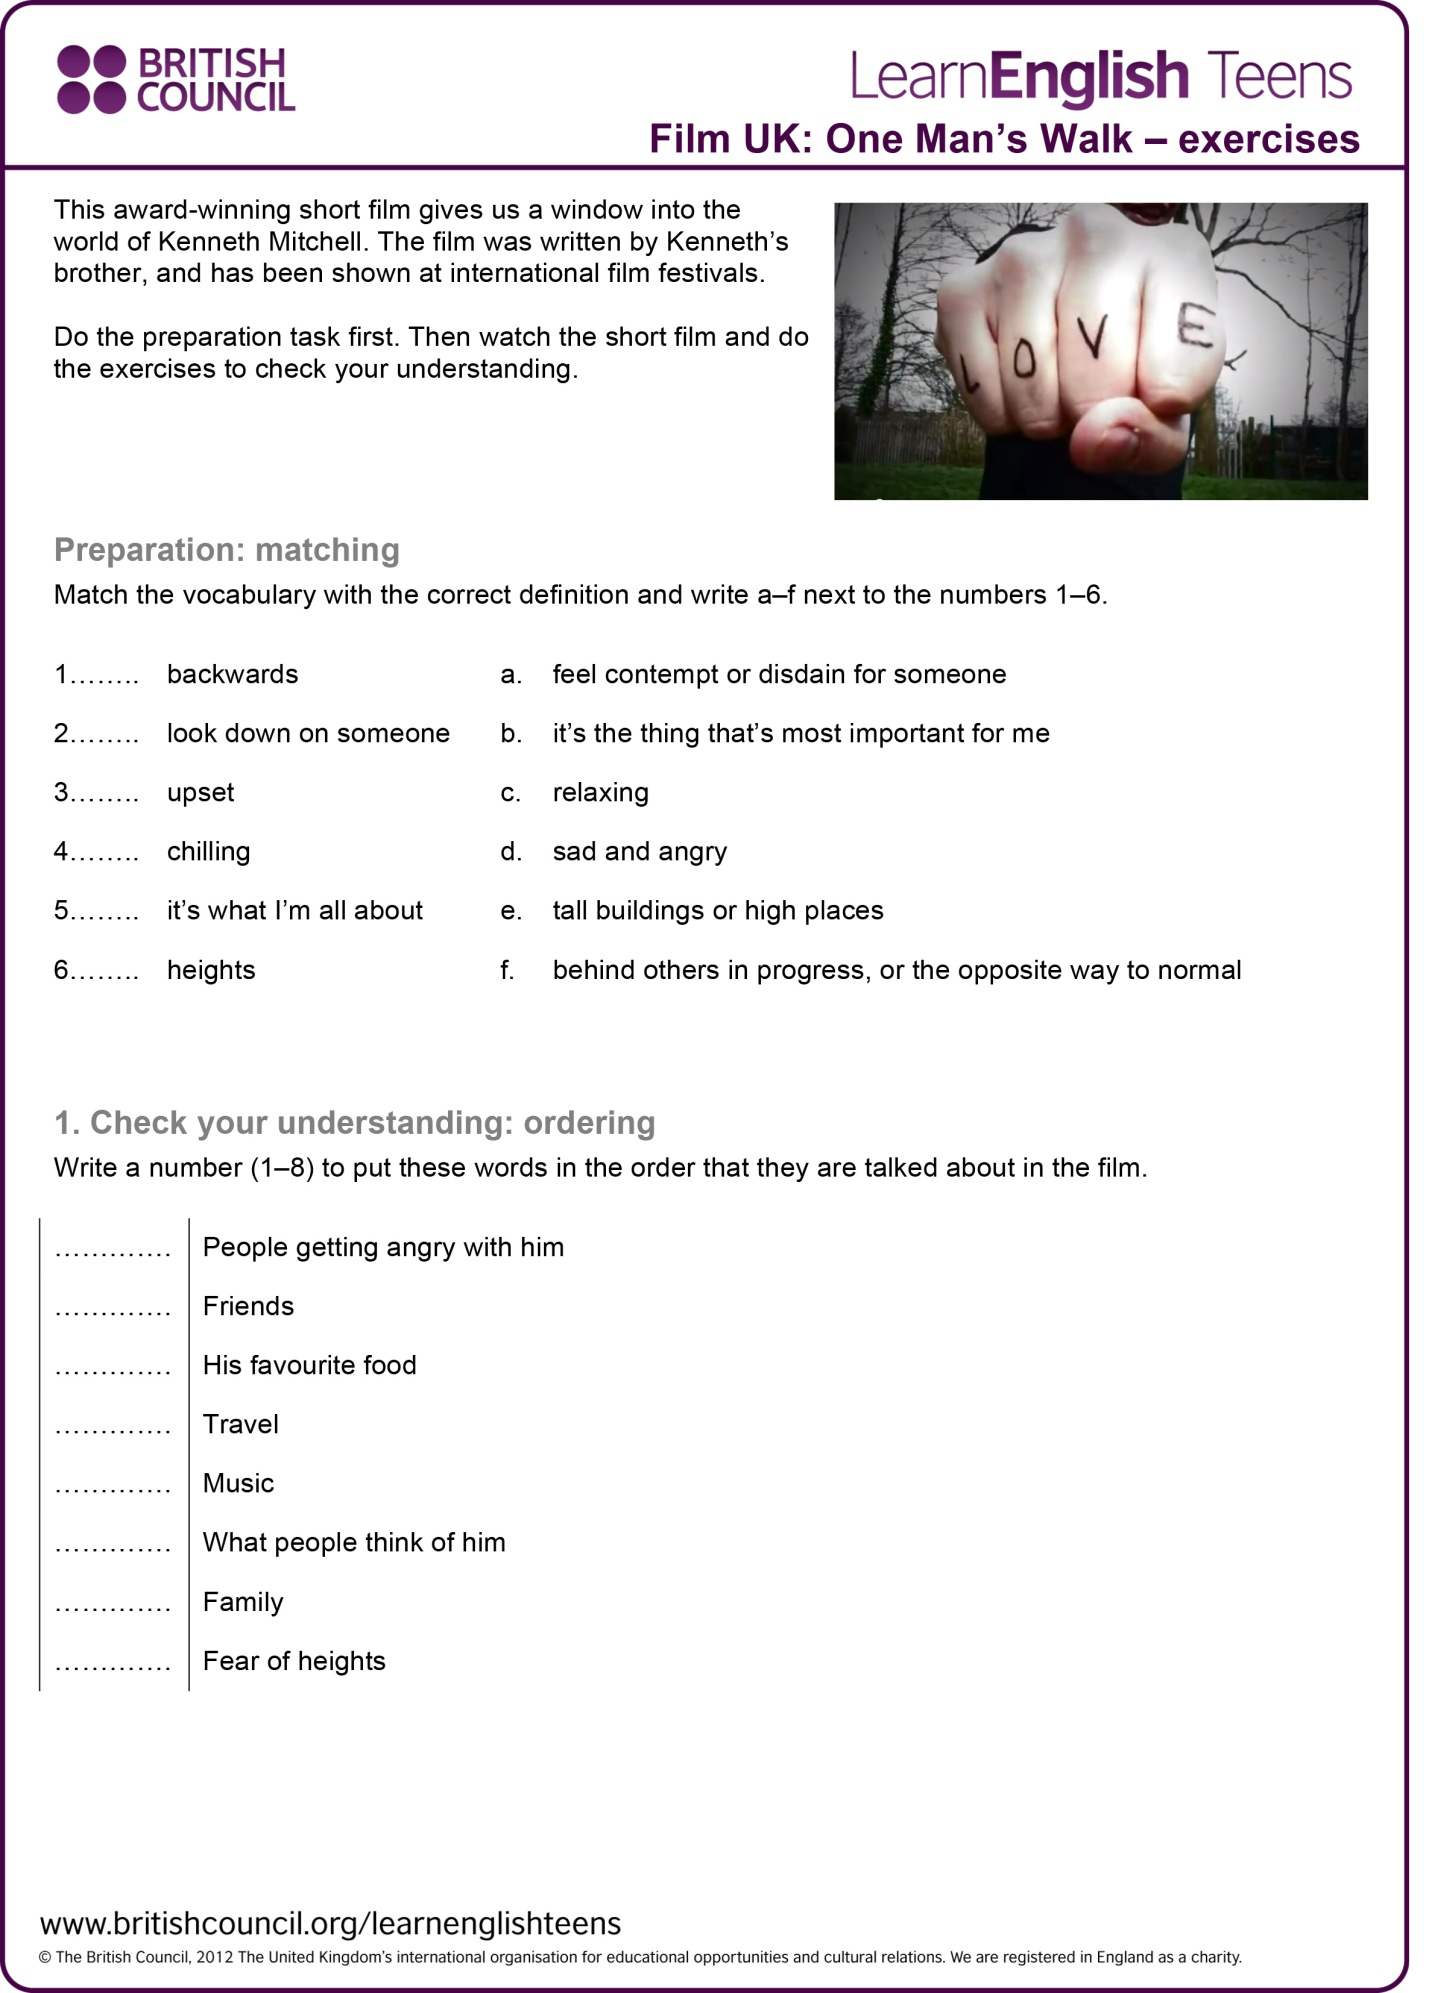 BRITISH
COUNCIL
LearnEnglish Teens
Film UK: One Man’s Walk – exercises
This award-winning short film gives us a window into the
world of Kenneth Mitchell. The film was written by Kenneth’s
brother, and has been shown at international film festivals.
Do the preparation task first. Then watch the short film and do
the exercises to check your understanding.
L O V E
Preparation: matching
Match the vocabulary with the correct definition and write a–f next to the numbers 1–6.
1…….. backwards a. feel contempt or disdain for someone
2…….. look down on someone b. it’s the thing that’s most important for me
3…….. upset c. relaxing
4…….. chilling d. sad and angry
5…….. it’s what I’m all about e. tall buildings or high places
6…….. heights f. behind others in progress, or the opposite way to normal
1. Check your understanding: ordering
Write a number (1–8) to put these words in the order that they are talked about in the film.
…………. People getting angry with him
…………. Friends
…………. His favourite food
…………. Travel
…………. Music
…………. What people think of him
…………. Family
…………. Fear of heights
www.britishcouncil.org/learnenglishteens
© The British Council, 2012 The United Kingdom’s international organisation for educational opportunities and cultural relations. We are registered in England as a charity.